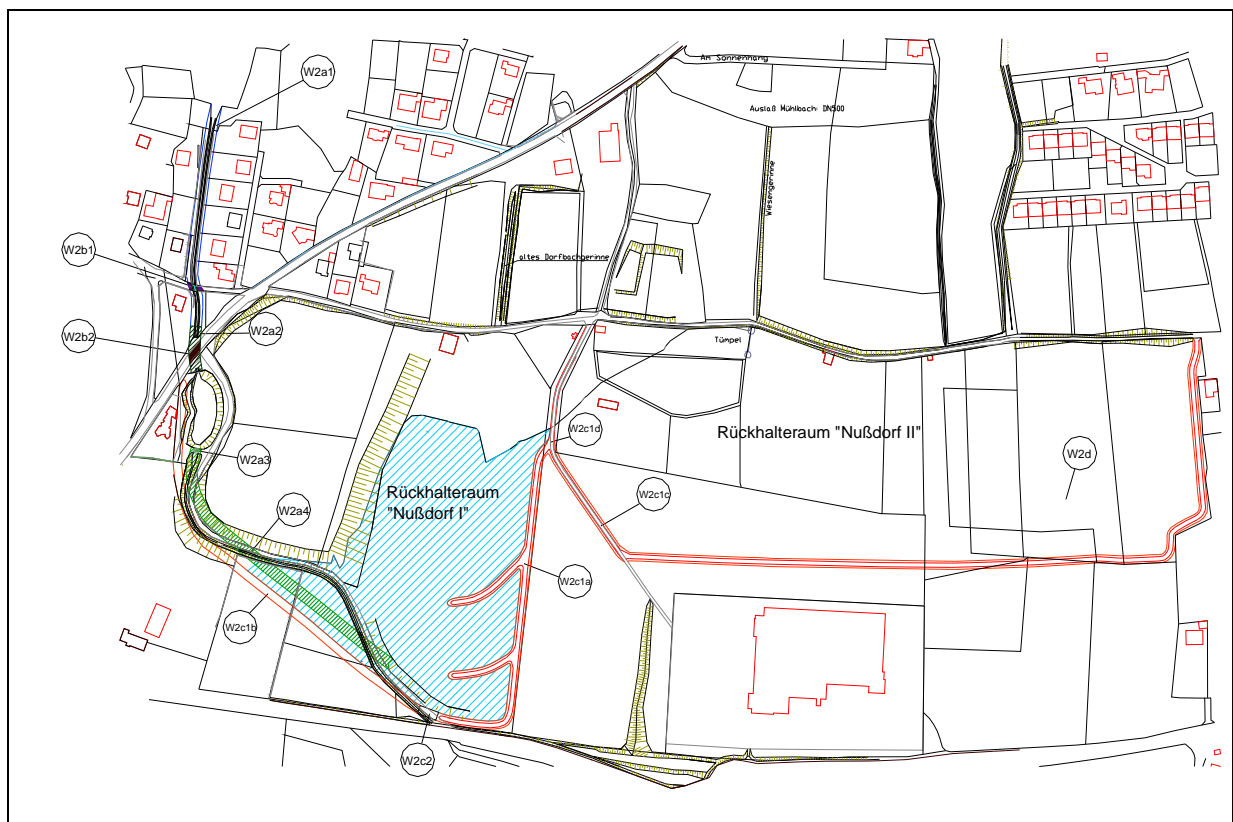 Am Sonnenhang
W2a1
Auslaß Mühlbach DN500
Wiesengerinne
W2b1
altes Dorfbachgerinne
W2b2
W2a2
Tümpel
W2c1d
Rückhalteraum "Nußdorf II"
W2a3
W2d
Rückhalteraum
"Nußdorf I"
W2c1c
W2a4
W2c1a
W2c1b
W2c2